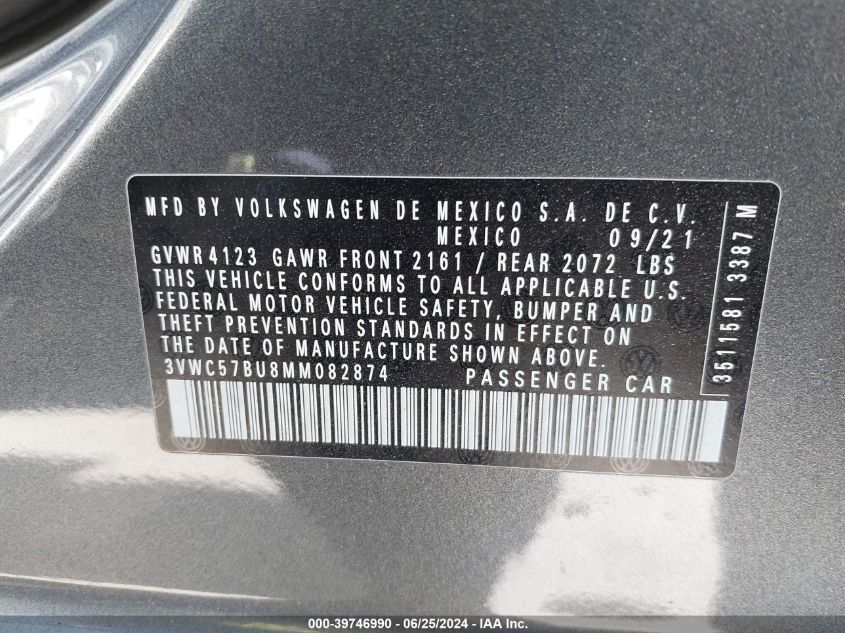 MFD BY VOLKSWAGEN DE MEXICO S.A. DE C.V.
MEXICO 09/21
GVWR 4123 GAWR FRONT 2161 / REAR 2072 LBS
THIS VEHICLE CONFORMS TO ALL APPLICABLE U.S.
FEDERAL MOTOR VEHICLE SAFETY, BUMPER AND
THEFT PREVENTION STANDARDS IN EFFECT ON
THE DATE OF MANUFACTURE SHOWN ABOVE.
3VWC57BU8MM082874 PASSENGER CAR
3511581 3387 M
000-39746990 - 06/25/2024 - IAA Inc.